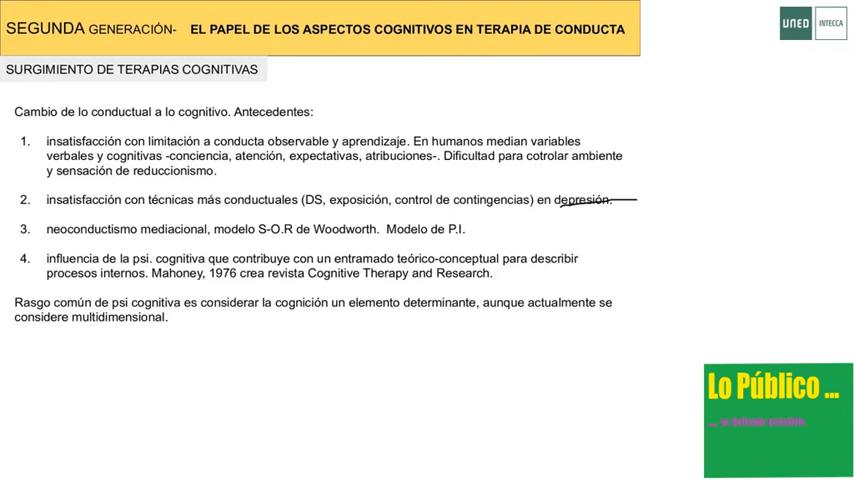 SEGUNDA GENERACIÓN- EL PAPEL DE LOS ASPECTOS COGNITIVOS EN TERAPIA DE CONDUCTA
UNED INTECCA
SURGIMIENTO DE TERAPIAS COGNITIVAS
Cambio de lo conductual a lo cognitivo. Antecedentes:
1. insatisfacción con limitación a conducta observable y aprendizaje. En humanos median variables
verbales y cognitivas -conciencia, atención, expectativas, atribuciones-. Dificultad para cotrolar ambiente
y sensación de reduccionismo.
2. insatisfacción con técnicas más conductuales (DS, exposición, control de contingencias) en depresión.
3. neoconductismo mediacional, modelo S-O.R de Woodworth. Modelo de P.I.
4. influencia de la psi. cognitiva que contribuye con un entramado teórico-conceptual para describir
procesos internos. Mahoney, 1976 crea revista Cognitive Therapy and Research.
Rasgo común de psi cognitiva es considerar la cognición un elemento determinante, aunque actualmente se
considere multidimensional.
Lo Público ...
.... se defiende